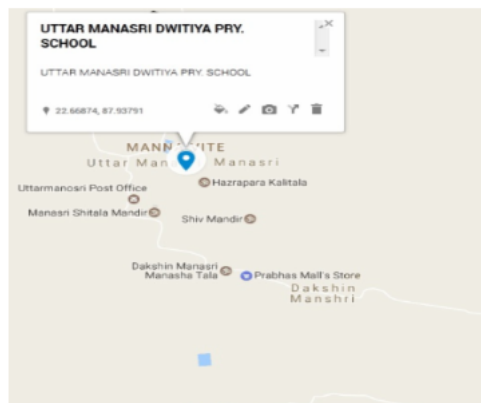 UTTAR MANASRI DWITIYA PRY.
SCHOOL
UTTAR MANASRI DWITIYA PRY. SCHOOL
22.66874, 87.93791
Uttar Manasri
Hazrapara Kalitala
Uttarmanosri Post Office
Manasri Shitala Mandir
Shiv Mandir
Dakshin Manasri
Manasha Tala
Prabhas Mall's Store
Dakshin
Manshri